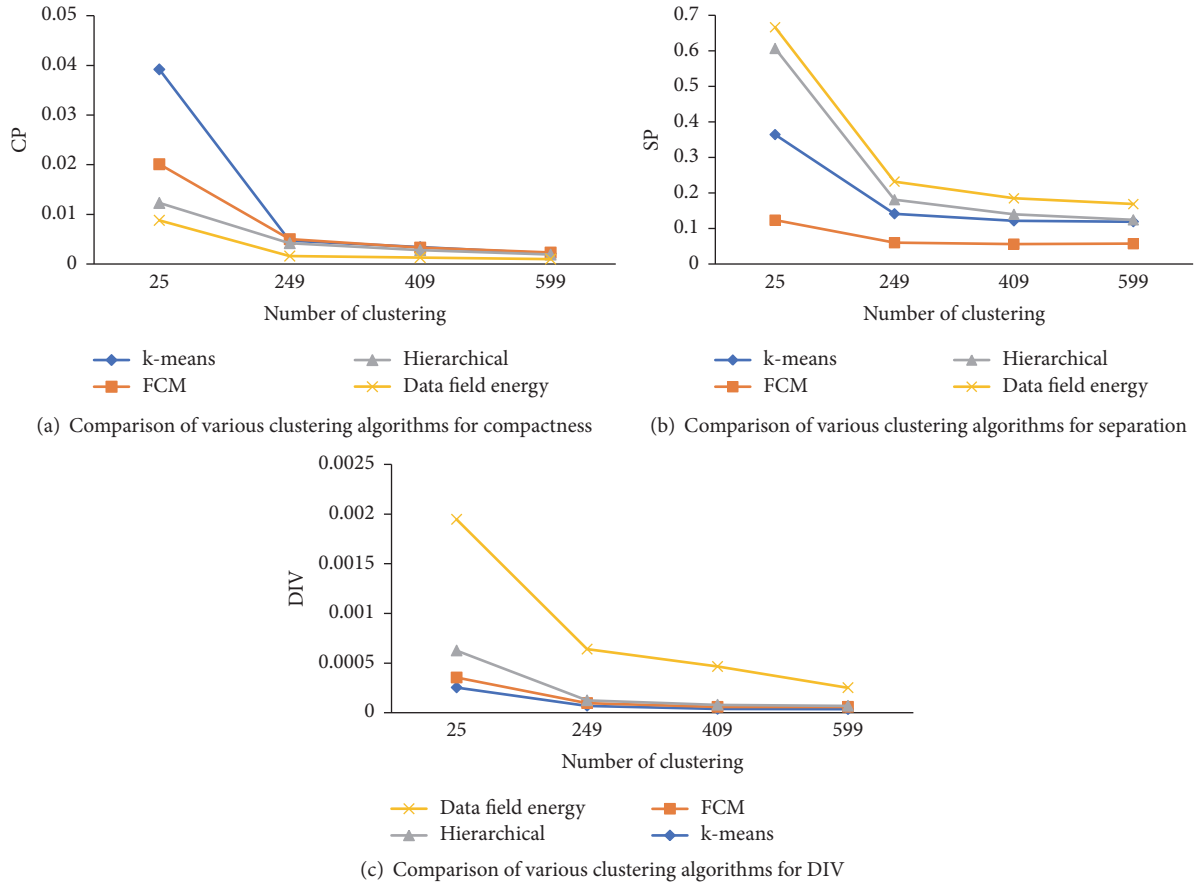 0.05
0.04
0.03
0.02
0.01
0
CP
25 249 409 599
Number of clustering
k-means Hierarchical
FCM Data field energy
(a) Comparison of various clustering algorithms for compactness
0.7
0.6
0.5
0.4
0.3
0.2
0.1
0
SP
25 249 409 599
Number of clustering
k-means Hierarchical
FCM Data field energy
(b) Comparison of various clustering algorithms for separation
0.0025
0.002
0.0015
0.001
0.0005
0
DIV
25 249 409 599
Number of clustering
Data field energy FCM
Hierarchical k-means
(c) Comparison of various clustering algorithms for DIV